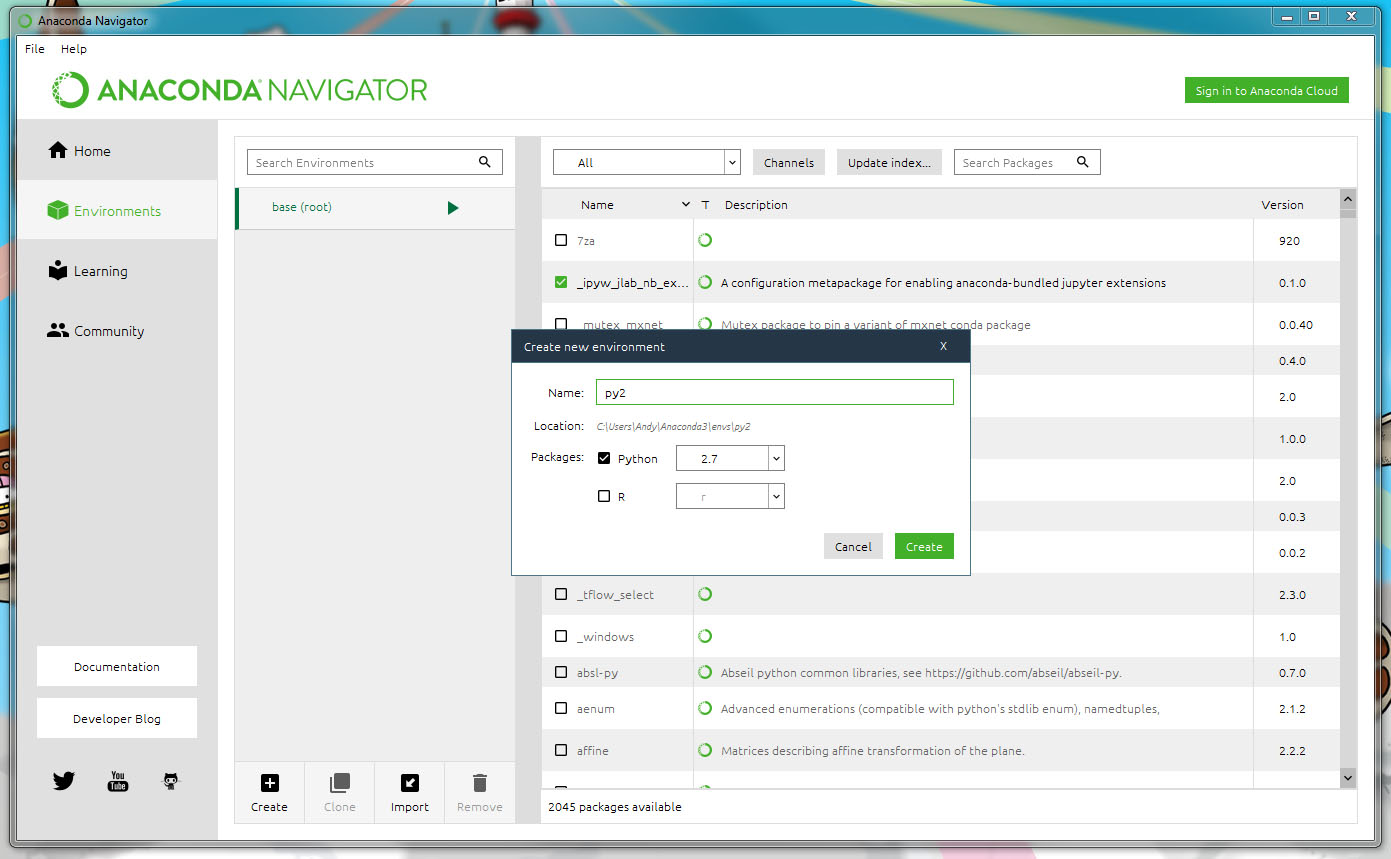 Anaconda Navigator
File Help
ANACONDA NAVIGATOR
Sign in to Anaconda Cloud
Home
Environments
Learning
Community
Documentation
Developer Blog
You
Tube
Search Environments
base (root)
Create Clone Import Remove
All Channels Update index... Search Packages
Name T Description Version
7za 920
_ipyw_jlab_nb_ex... A configuration metapackage for enabling anaconda-bundled jupyter extensions 0.1.0
_mutex_mxnet Mutex package to pin a variant of mxnet conda package 0.0.40
0.4.0
2.0
1.0.0
2.0
0.0.3
0.0.2
_tflow_select 2.3.0
_windows 1.0
absl-py Abseil python common libraries, see https://github.com/abseil/abseil-py. 0.7.0
aenum Advanced enumerations (compatible with python's stdlib enum), namedtuples, 2.1.2
affine Matrices describing affine transformation of the plane. 2.2.2
2045 packages available
Create new environment X
Name: py2
Location: C:\Users\Andy\Anaconda3\envs\py2
Packages: Python 2.7
R r
Cancel Create